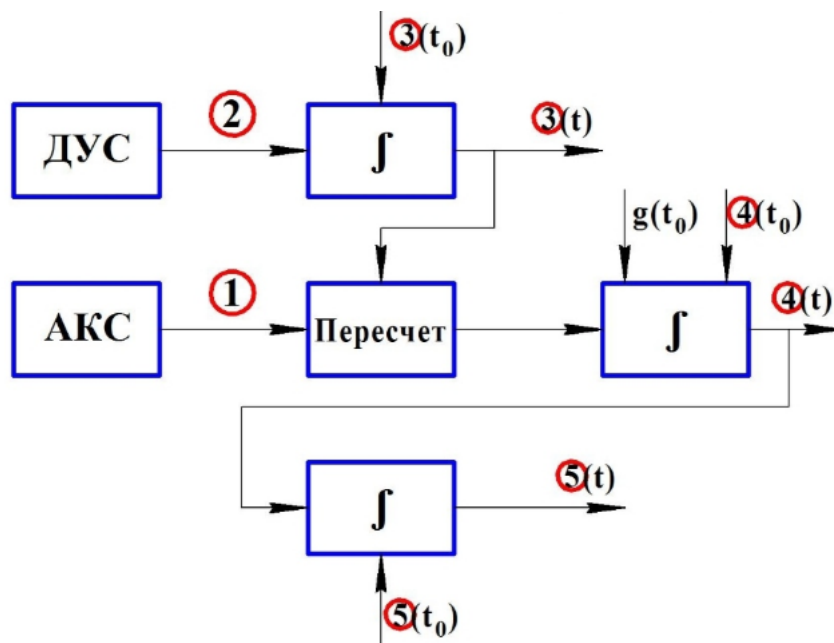 3(t₀)
2
3(t)
ДУС
∫
g(t₀)
4(t₀)
1
4(t)
АКС
Пересчет
∫
5(t)
∫
5(t₀)